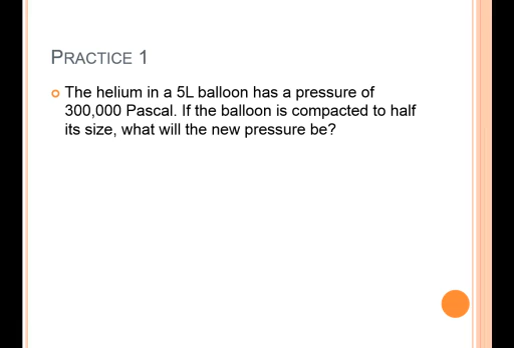 PRACTICE 1
The helium in a 5L balloon has a pressure of
300,000 Pascal. If the balloon is compacted to half
its size, what will the new pressure be?